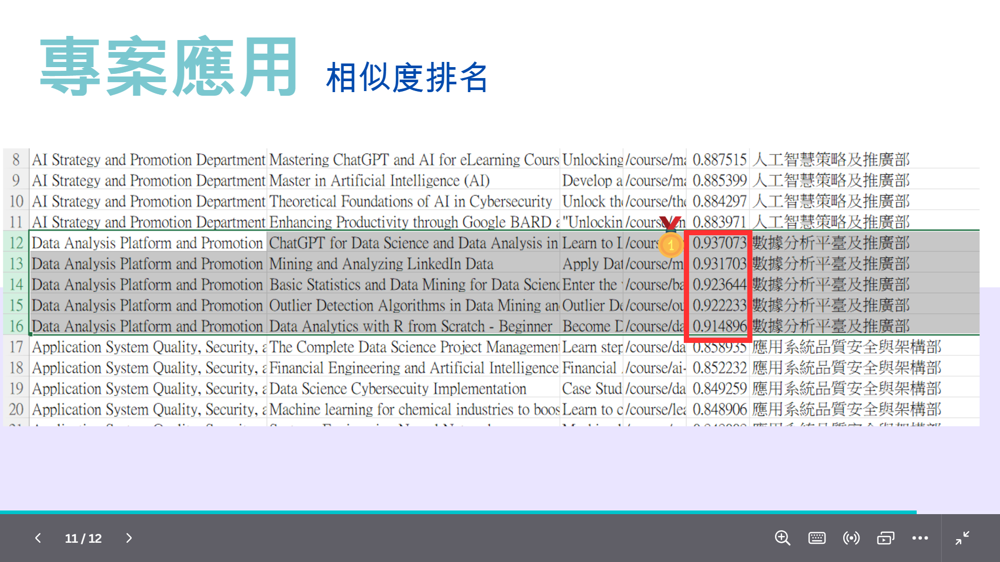 專案應用 相似度排名
8 AI Strategy and Promotion Department Mastering ChatGPT and AI for eLearning Cours Unlocking /course/ma 0.887515 人工智慧策略及推廣部
9 AI Strategy and Promotion Department Master in Artificial Intelligence (AI) Develop a /course/ma 0.885399 人工智慧策略及推廣部
10 AI Strategy and Promotion Department Theoretical Foundations of AI in Cybersecurity Unlock the /course/the 0.884297 人工智慧策略及推廣部
11 AI Strategy and Promotion Department Enhancing Productivity through Google BARD a "Unlockin 0.883971 人工智慧策略及推廣部
12 Data Analysis Platform and Promotion ChatGPT for Data Science and Data Analysis in Learn to 1 0.937073 數據分析平臺及推廣部
13 Data Analysis Platform and Promotion Mining and Analyzing LinkedIn Data Apply Dat /course/m 0.931703 數據分析平臺及推廣部
14 Data Analysis Platform and Promotion Basic Statistics and Data Mining for Data Scienc Enter the /course/ba 0.923644 數據分析平臺及推廣部
15 Data Analysis Platform and Promotion Outlier Detection Algorithms in Data Mining an Outlier De /course/ou 0.922233 數據分析平臺及推廣部
16 Data Analysis Platform and Promotion Data Analytics with R from Scratch - Beginner Become D /course/da 0.914896 數據分析平臺及推廣部
17 Application System Quality, Security, a The Complete Data Science Project Management Learn step /course/da 0.858935 應用系統品質安全與架構部
18 Application System Quality, Security, a Financial Engineering and Artificial Intelligence Financial /course/ai- 0.852232 應用系統品質安全與架構部
19 Application System Quality, Security, a Data Science Cybersecuity Implementation Case Stud /course/da 0.849259 應用系統品質安全與架構部
20 Application System Quality, Security, a Machine learning for chemical industries to boos Learn to c /course/lea 0.848906 應用系統品質安全與架構部
11 / 12